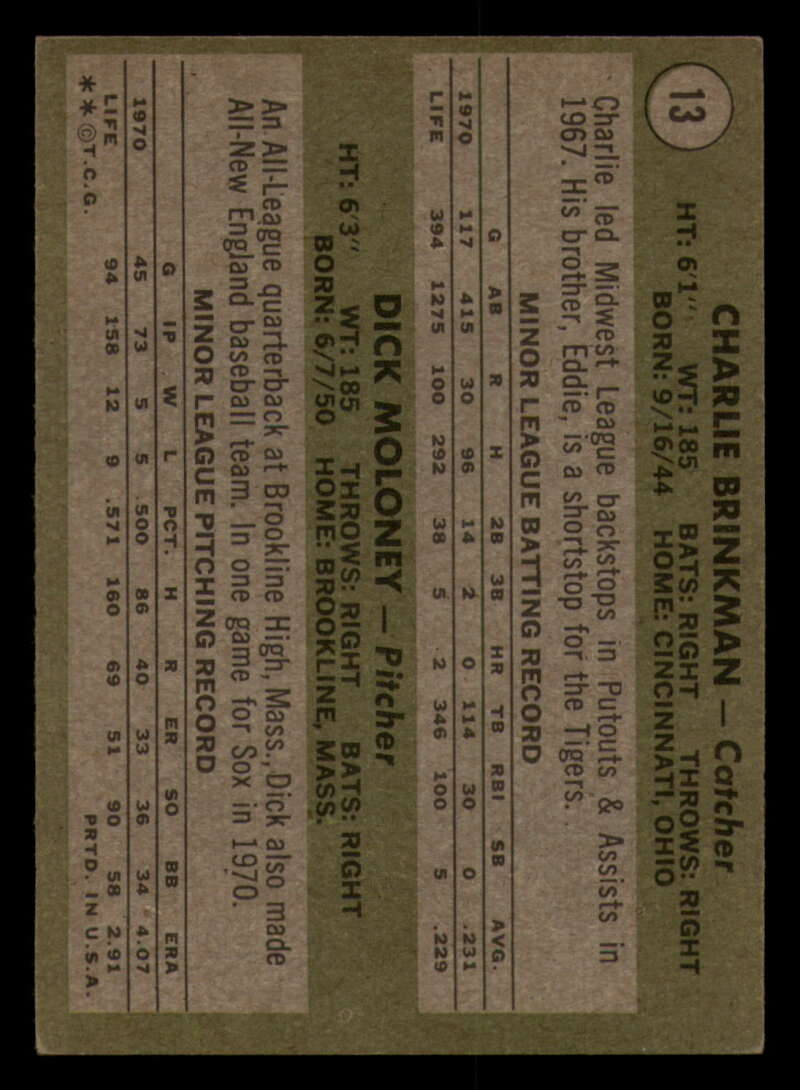 13
CHARLIE BRINKMAN — Catcher
HT: 6'1" WT: 185 BATS: RIGHT THROWS: RIGHT
BORN: 9/16/44 HOME: CINCINNATI, OHIO
Charlie led Midwest League backstops in Putouts & Assists in
1967. His brother, Eddie, is a shortstop for the Tigers.
MINOR LEAGUE BATTING RECORD
G AB R H 2B 3B HR TB RBI SB AVG.
1970 117 415 30 96 14 2 0 114 30 0 .231
LIFE 394 1275 100 292 38 5 2 346 100 5 .229
DICK MOLONEY — Pitcher
HT: 6'3" WT: 185 THROWS: RIGHT BATS: RIGHT
BORN: 6/7/50 HOME: BROOKLINE, MASS.
An All-League quarterback at Brookline High, Mass., Dick also made
All-New England baseball team. In one game for Sox in 1970.
MINOR LEAGUE PITCHING RECORD
G IP W L PCT. H R ER SO BB ERA
1970 45 73 5 5 .500 86 40 33 36 34 4.07
LIFE 94 158 12 9 .571 160 69 51 90 58 2.91
**©T.C.G. PRTD. IN U.S.A.